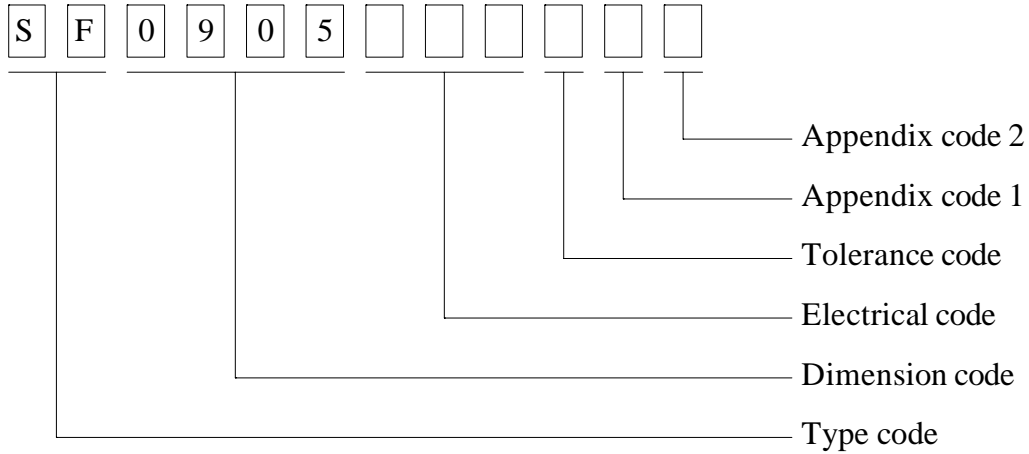 S F 0 9 0 5
Appendix code 2
Appendix code 1
Tolerance code
Electrical code
Dimension code
Type code